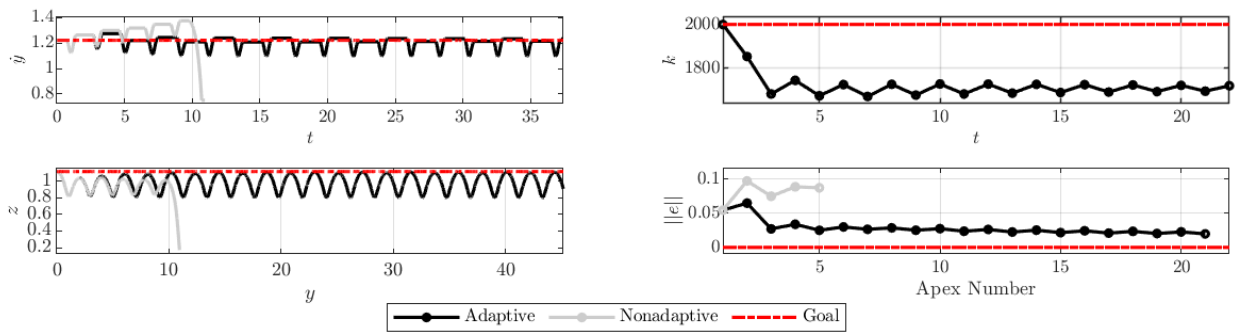 1.4
1.2
1
0.8
ẏ
0 5 10 15 20 25 30 35
t
2000
1800
k
5 10 15 20
t
1
0.8
0.6
0.4
0.2
z
0 10 20 30 40
y
0.1
0.05
0
||e||
5 10 15 20
Apex Number
Adaptive Nonadaptive Goal